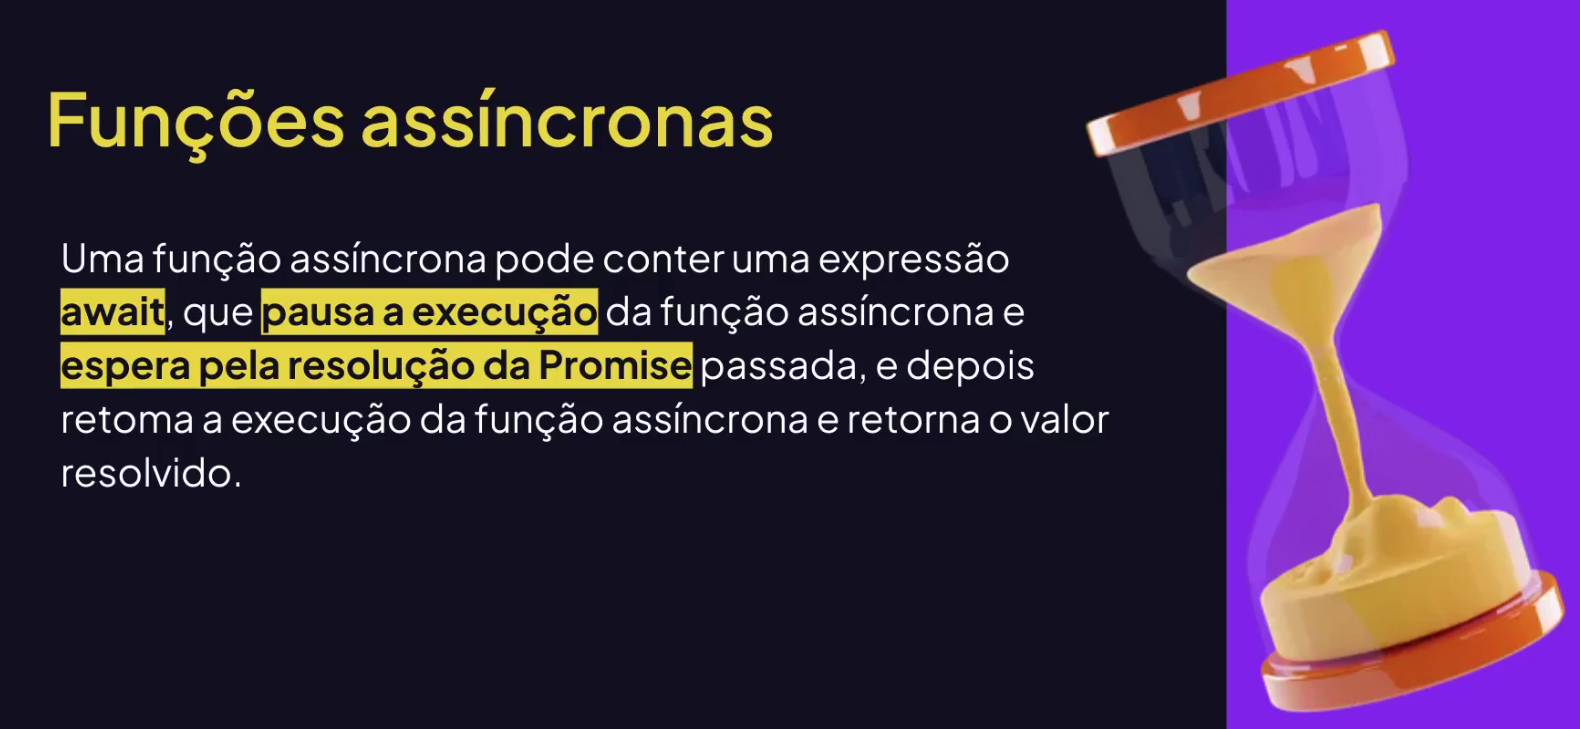 Funções assíncronas
Uma função assíncrona pode conter uma expressão
await, que pausa a execução da função assíncrona e
espera pela resolução da Promise passada, e depois
retoma a execução da função assíncrona e retorna o valor
resolvido.